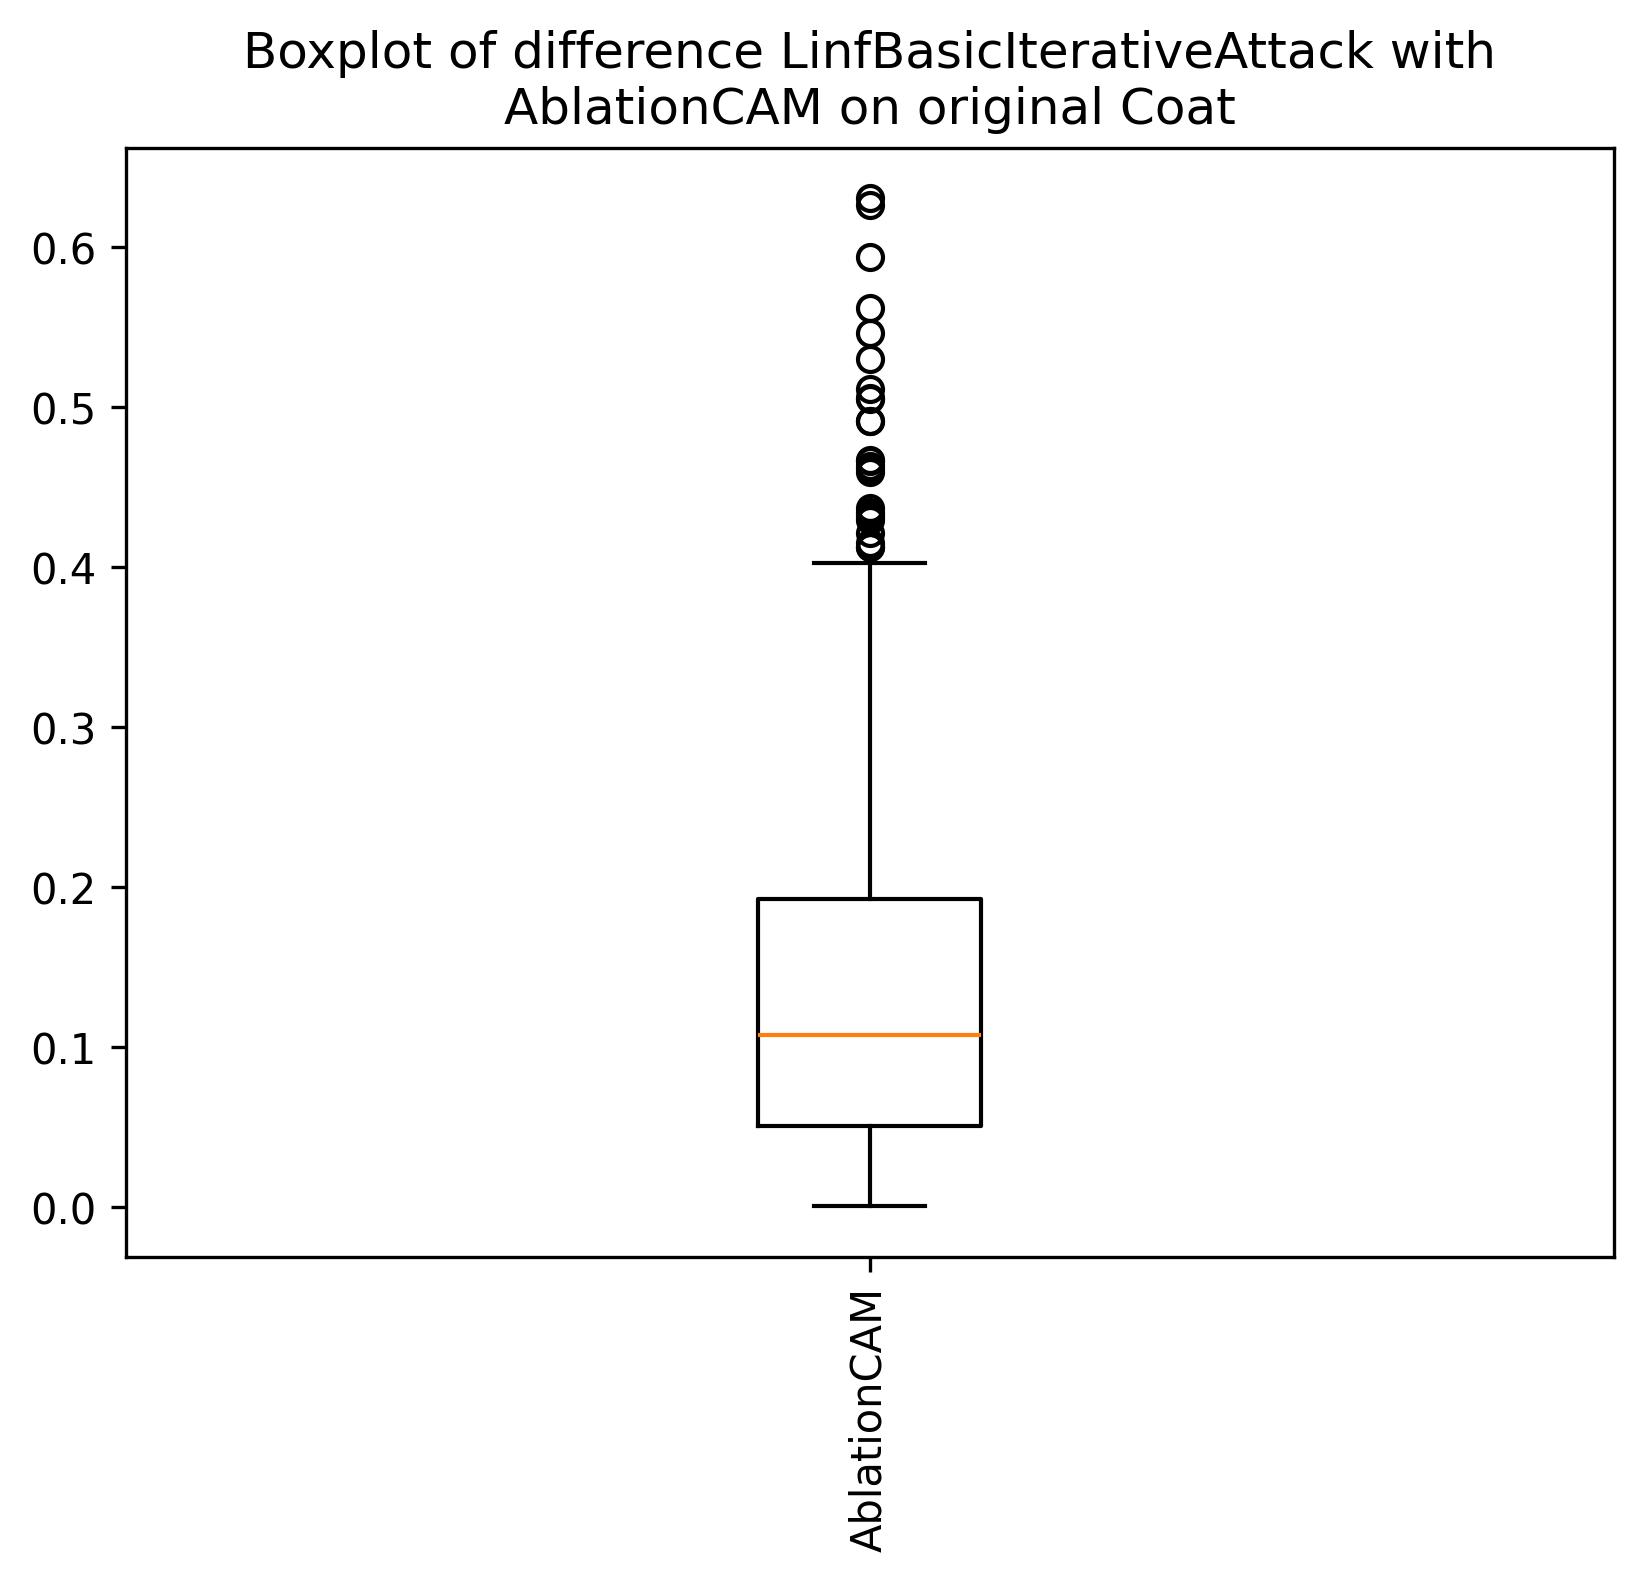 Boxplot of difference LinfBasicIterativeAttack with
AblationCAM on original Coat
0.6
0.5
0.4
0.3
0.2
0.1
0.0
AblationCAM